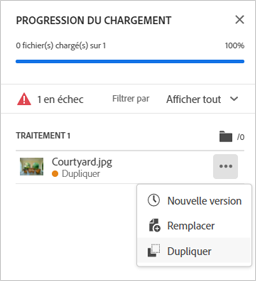 PROGRESSION DU CHARGEMENT
0 fichier(s) chargé(s) sur 1 100%
1 en échec Filtrer par Afficher tout
TRAITEMENT 1 /0
Courtyard.jpg
Dupliquer
Nouvelle version
Remplacer
Dupliquer